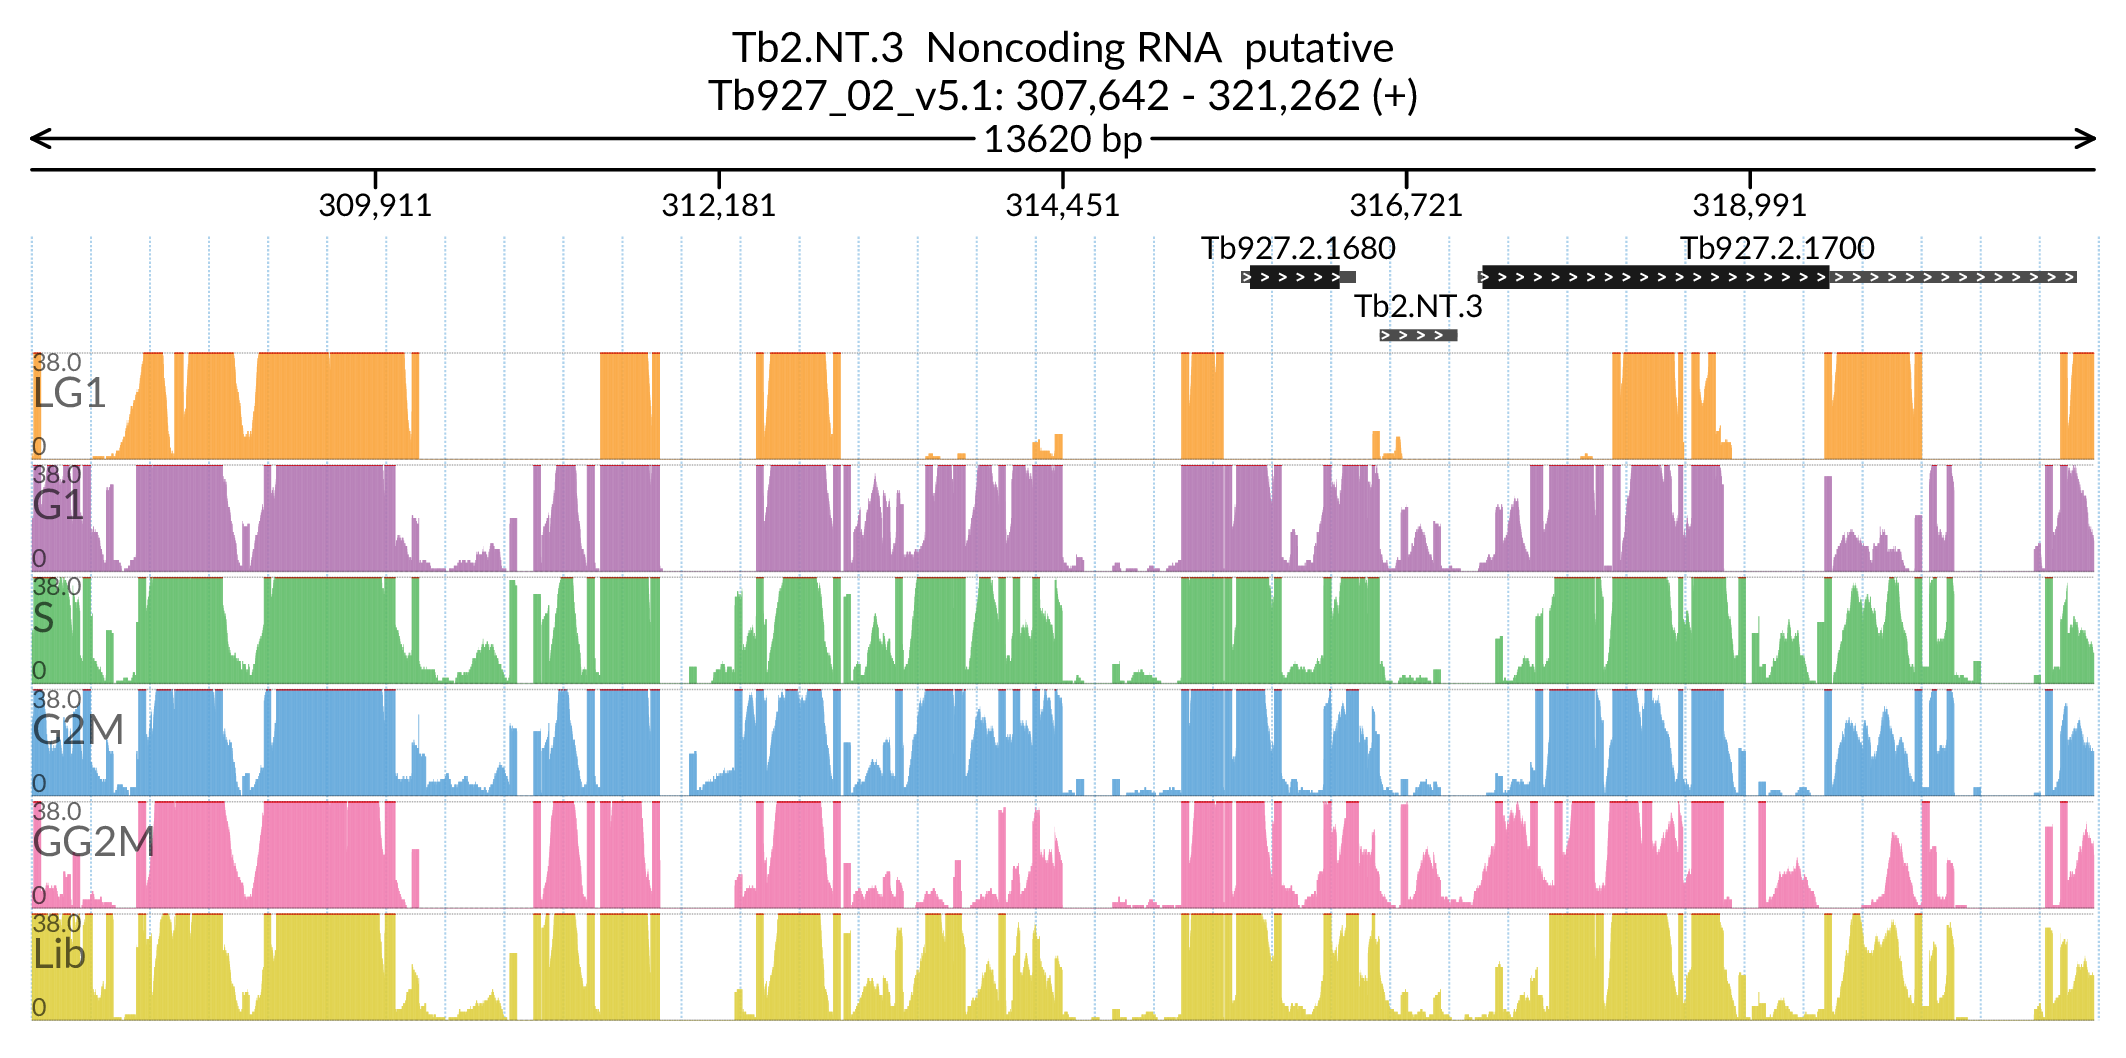 Tb2.NT.3 Noncoding RNA putative
Tb927_02_v5.1: 307,642 - 321,262 (+)
13620 bp
309,911 312,181 314,451 316,721 318,991
Tb927.2.1680 Tb927.2.1700
Tb2.NT.3
38.0
LG1
0
38.0
G1
0
38.0
S
0
38.0
G2M
0
38.0
GG2M
0
38.0
Lib
0